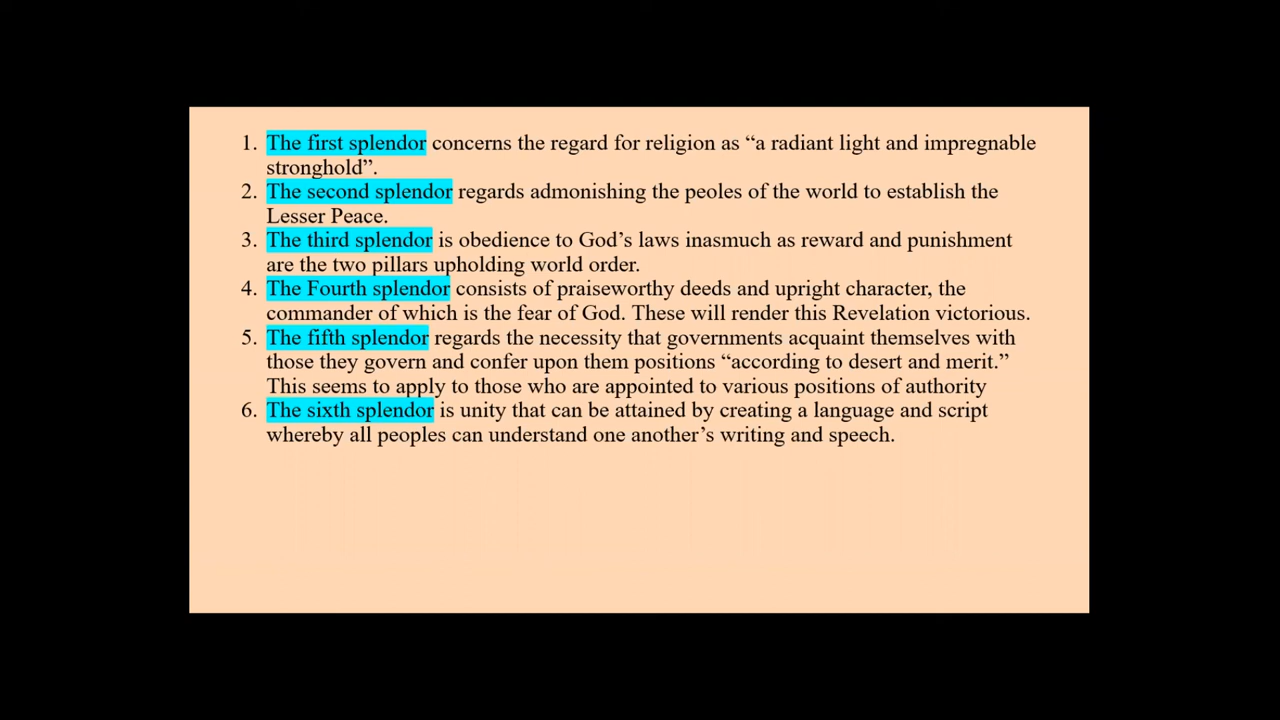 1. The first splendor concerns the regard for religion as “a radiant light and impregnable
stronghold”.
2. The second splendor regards admonishing the peoles of the world to establish the
Lesser Peace.
3. The third splendor is obedience to God’s laws inasmuch as reward and punishment
are the two pillars upholding world order.
4. The Fourth splendor consists of praiseworthy deeds and upright character, the
commander of which is the fear of God. These will render this Revelation victorious.
5. The fifth splendor regards the necessity that governments acquaint themselves with
those they govern and confer upon them positions “according to desert and merit.”
This seems to apply to those who are appointed to various positions of authority
6. The sixth splendor is unity that can be attained by creating a language and script
whereby all peoples can understand one another’s writing and speech.